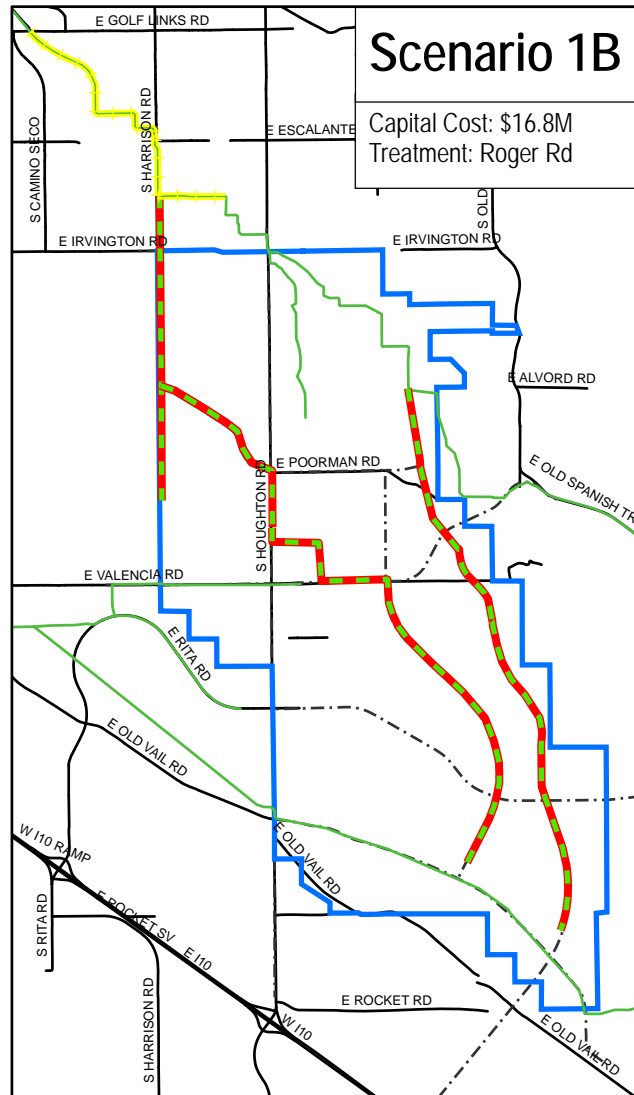 E GOLF LINKS RD
Scenario 1B
Capital Cost: $16.8M
Treatment: Roger Rd
S CAMINO SECO
S HARRISON RD
E ESCALANTE
S OLD
E IRVINGTON RD
E IRVINGTON RD
E ALVORD RD
S HOUGHTON RD
E POORMAN RD
E OLD SPANISH TR
E VALENCIA RD
E RITA RD
E OLD VAIL RD
E OLD VAIL RD
W I10 RAMP
S RITA RD
E ROCKET SV
E I10
S HARRISON RD
W I10
E ROCKET RD
E OLD VAIL RD